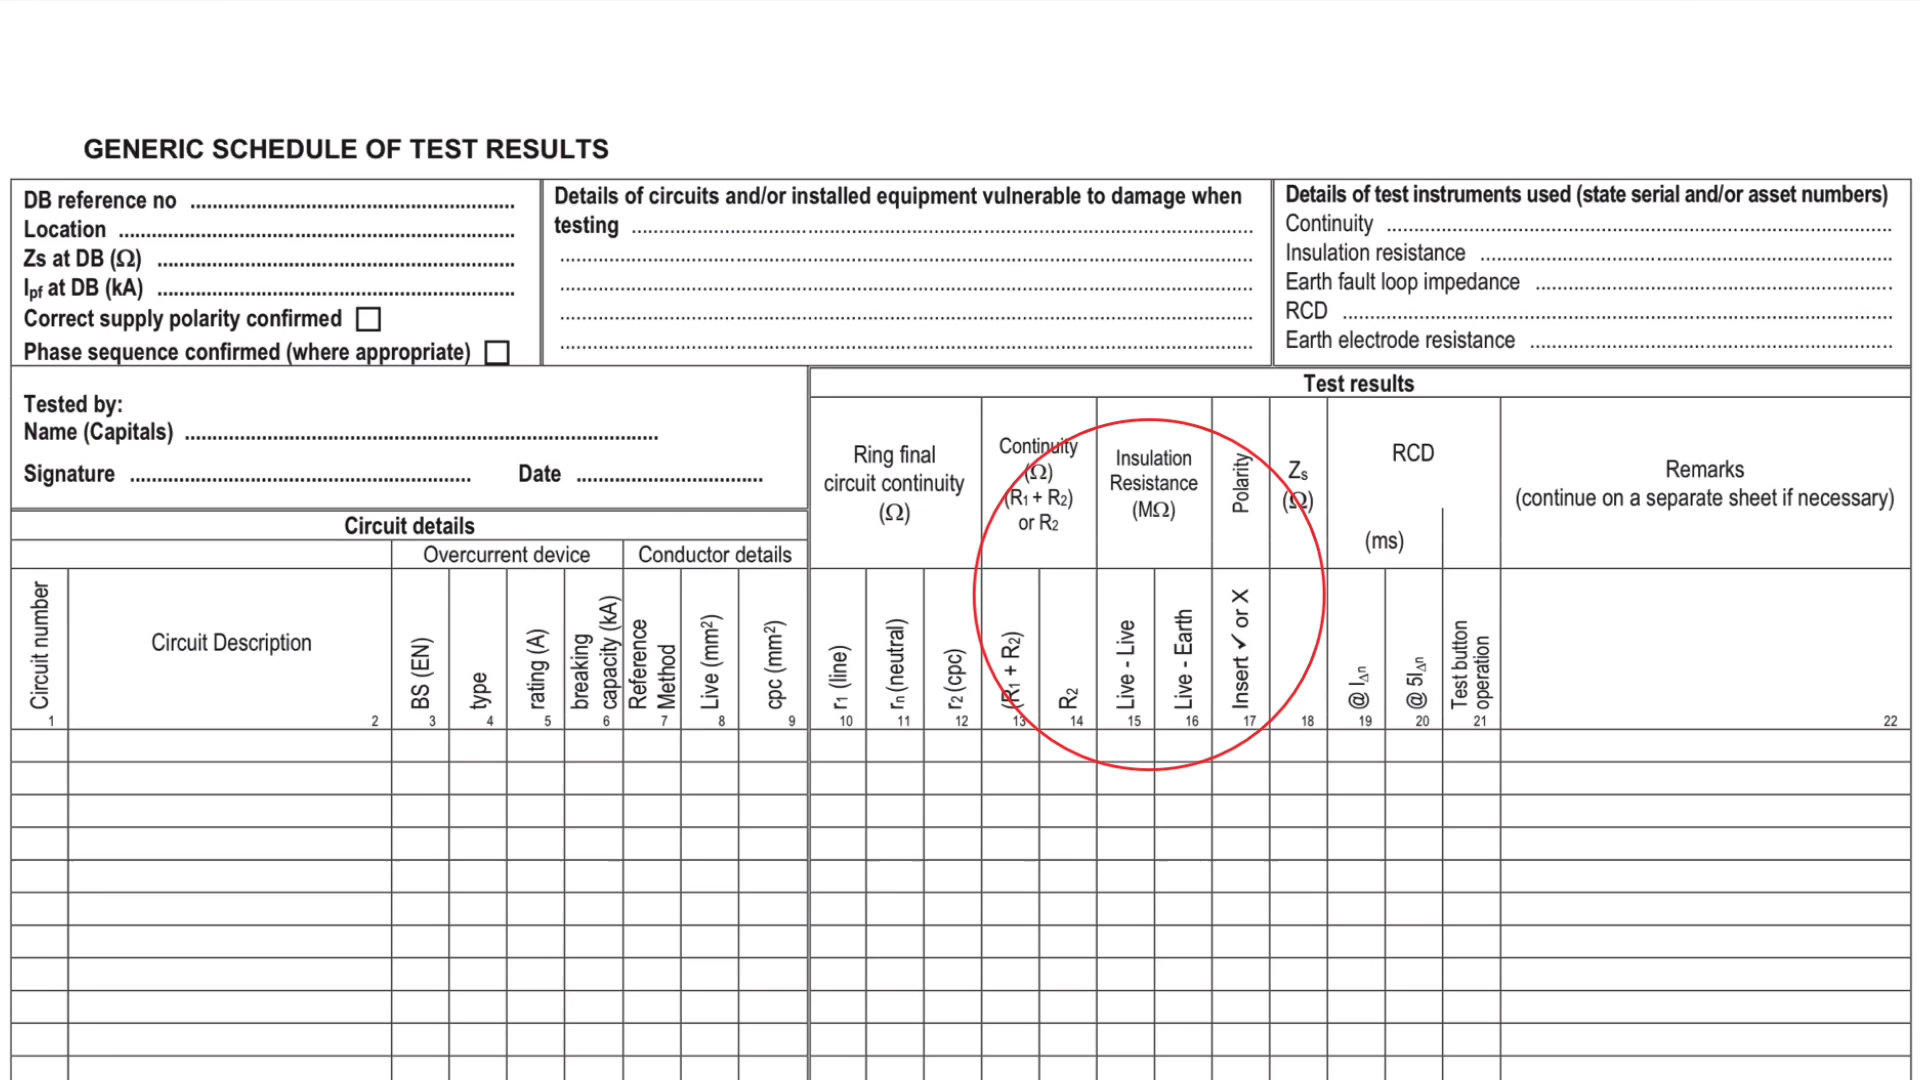 GENERIC SCHEDULE OF TEST RESULTS
DB reference no ................................................
Location ................................................
Zs at DB (Ω) ................................................
Ipf at DB (kA) ................................................
Correct supply polarity confirmed
Phase sequence confirmed (where appropriate)
Details of circuits and/or installed equipment vulnerable to damage when
testing ................................................
Details of test instruments used (state serial and/or asset numbers)
Continuity ................................................
Insulation resistance ................................................
Earth fault loop impedance ................................................
RCD ................................................
Earth electrode resistance ................................................
Tested by:
Name (Capitals) ................................................
Signature ................................ Date ................................
Test results
Ring final
circuit continuity
(Ω)
Continuity
(Ω)
(R1 + R2)
or R2
Insulation
Resistance
(MΩ)
Polarity
Zs
(Ω)
RCD
(ms)
Remarks
(continue on a separate sheet if necessary)
Circuit details
Overcurrent device
Conductor details
Circuit number
1
Circuit Description
2
BS (EN)
3
type
4
rating (A)
5
breaking
capacity (kA)
6
Reference
Method
7
Live (mm²)
8
cpc (mm²)
9
r1 (line)
10
rn (neutral)
11
r2 (cpc)
12
(R1 + R2)
13
R2
14
Live - Live
15
Live - Earth
16
Insert ✓ or X
17
18
@ IΔn
19
@ 5IΔn
20
Test button
operation
21
22